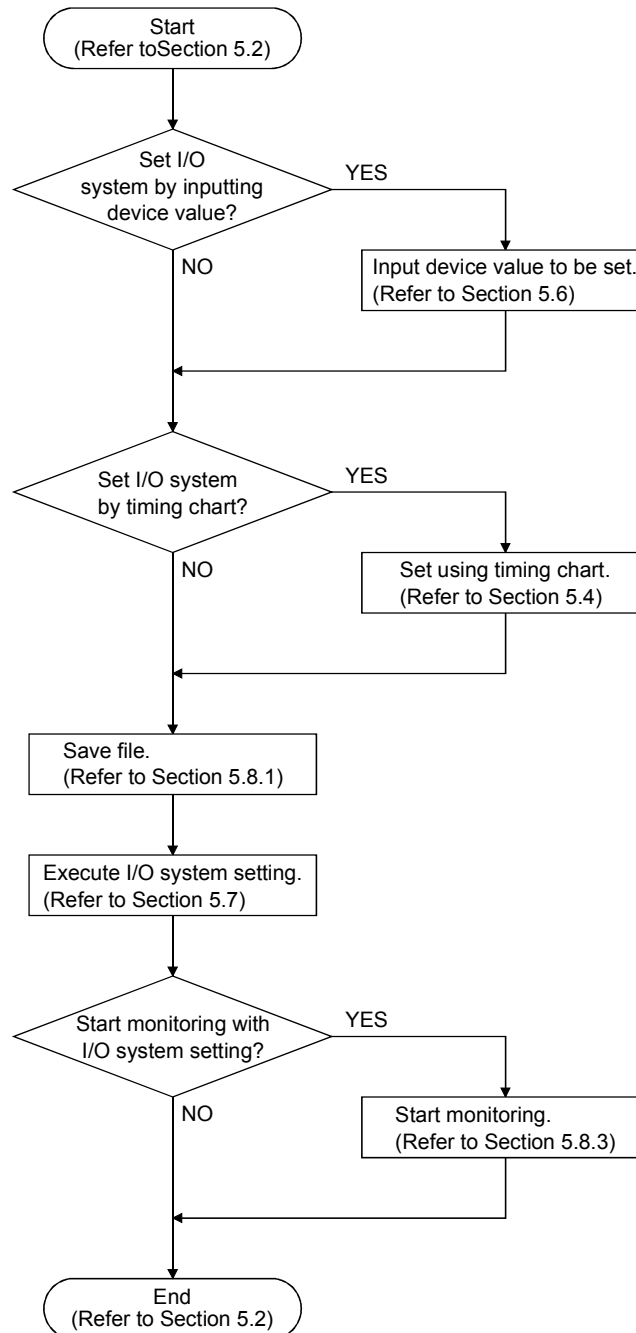 Start
(Refer toSection 5.2)
Set I/O
system by inputting
device value?
YES
NO
Input device value to be set.
(Refer to Section 5.6)
Set I/O system
by timing chart?
YES
NO
Set using timing chart.
(Refer to Section 5.4)
Save file.
(Refer to Section 5.8.1)
Execute I/O system setting.
(Refer to Section 5.7)
Start monitoring with
I/O system setting?
YES
NO
Start monitoring.
(Refer to Section 5.8.3)
End
(Refer to Section 5.2)